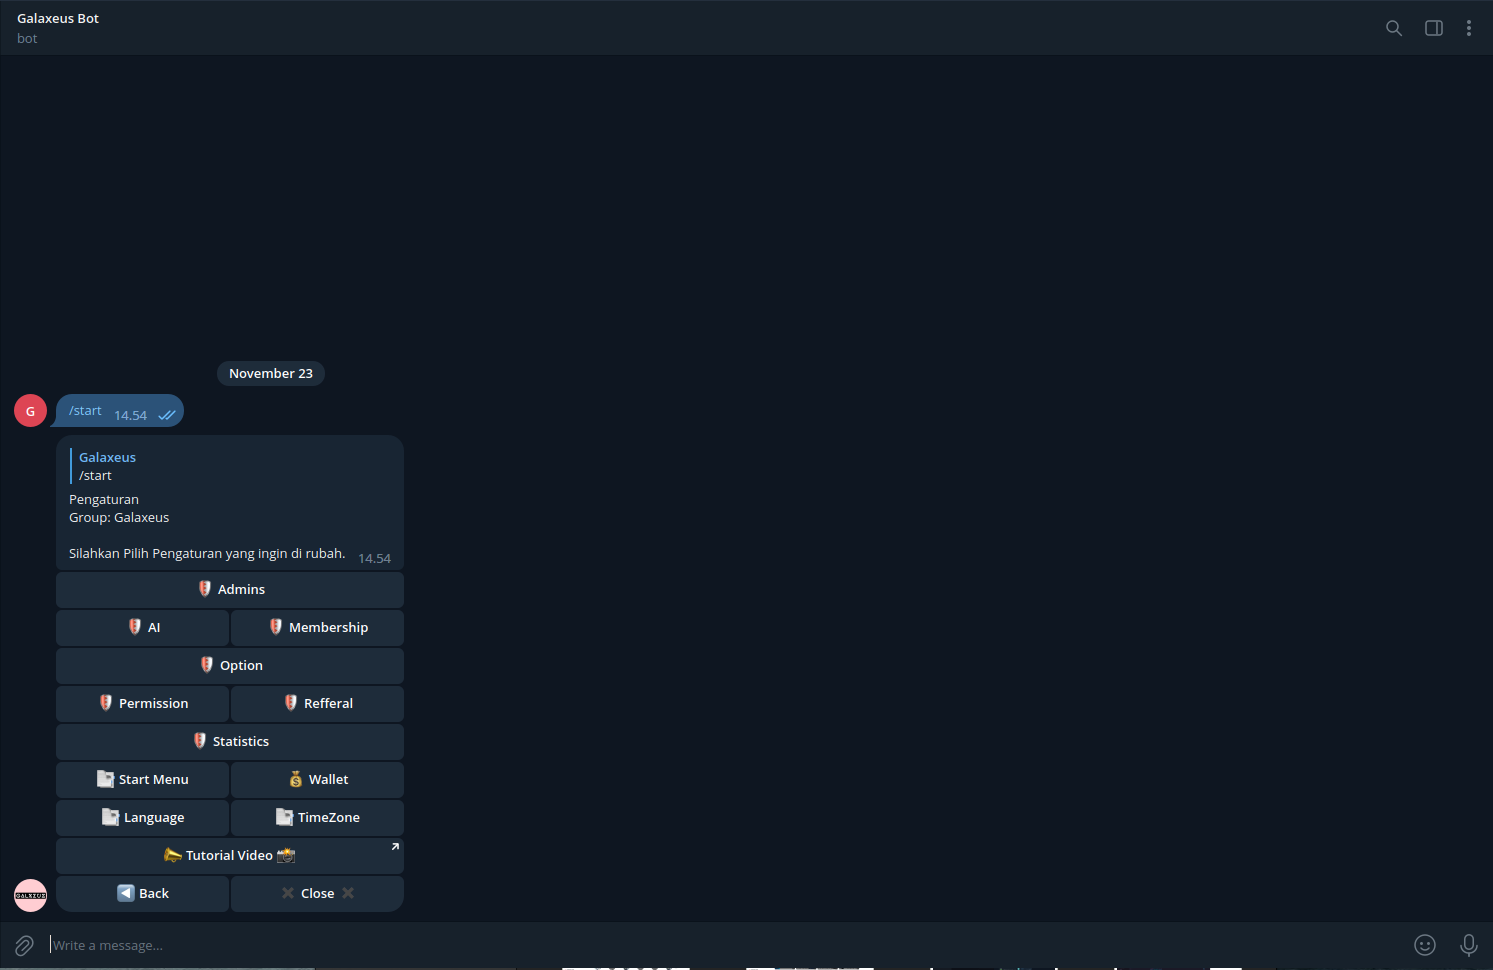 Galaxeus Bot
bot
November 23
G
/start 14.54
Galaxeus
/start
Pengaturan
Group: Galaxeus
Silahkan Pilih Pengaturan yang ingin di rubah. 14.54
Admins
AI
Membership
Option
Permission
Refferal
Statistics
Start Menu
Wallet
Language
TimeZone
Tutorial Video
Back
Close
Write a message...